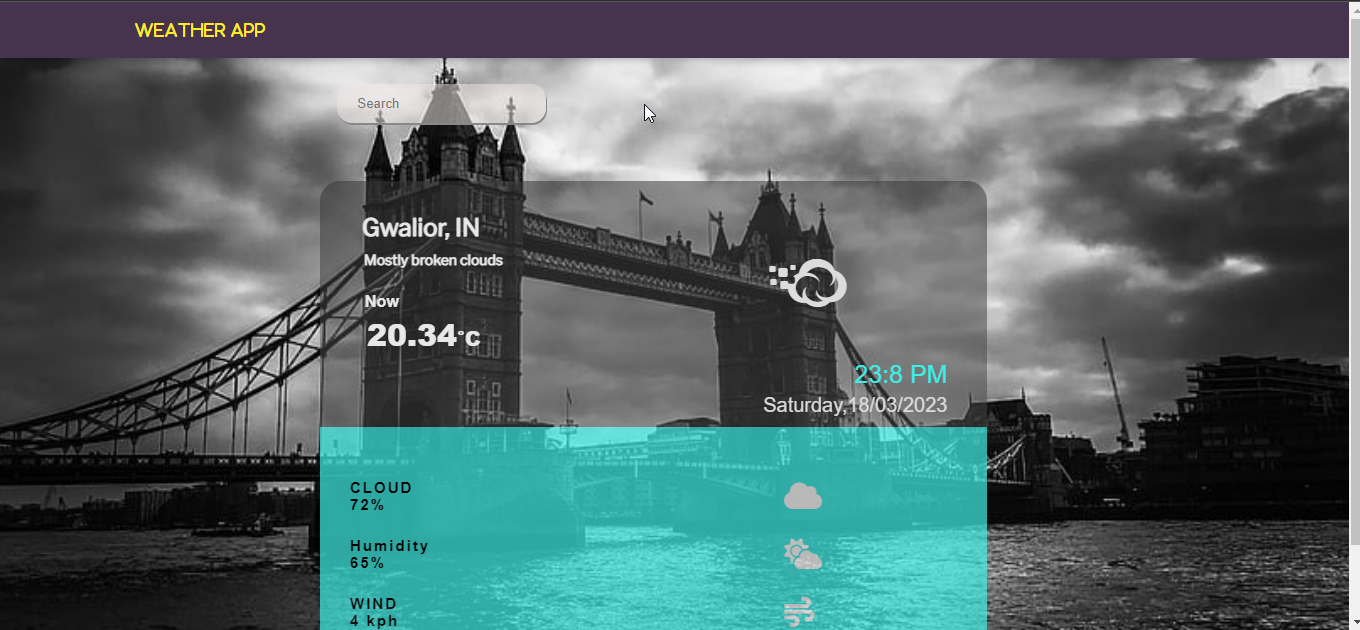 WEATHER APP
Search
Gwalior, IN
Mostly broken clouds
Now
20.34°C
23:8 PM
Saturday,18/03/2023
CLOUD
72%
Humidity
65%
WIND
4 kph